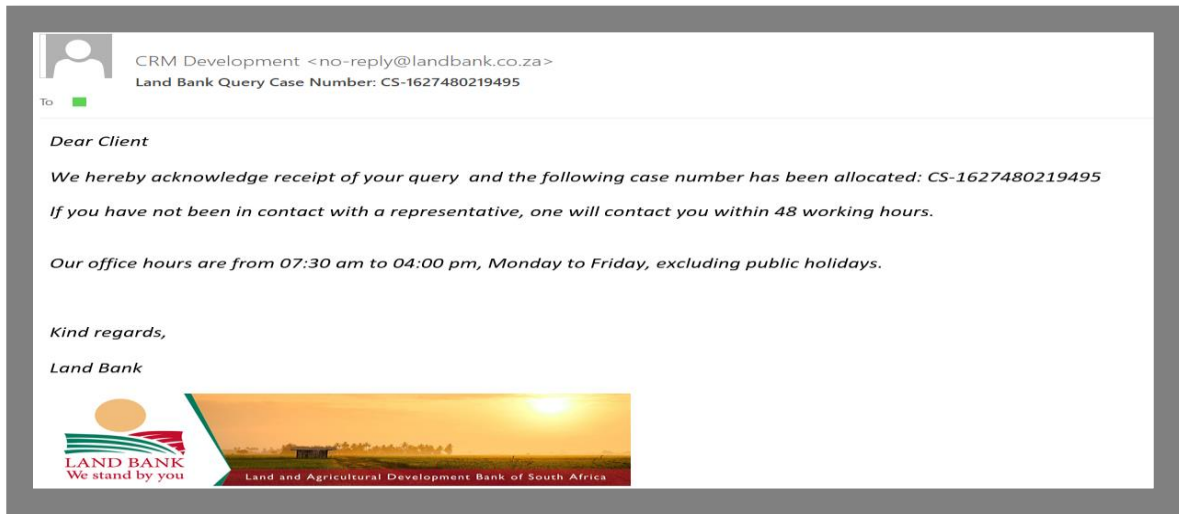 CRM Development <no-reply@landbank.co.za>
Land Bank Query Case Number: CS-1627480219495
To
Dear Client
We hereby acknowledge receipt of your query and the following case number has been allocated: CS-1627480219495
If you have not been in contact with a representative, one will contact you within 48 working hours.
Our office hours are from 07:30 am to 04:00 pm, Monday to Friday, excluding public holidays.
Kind regards,
Land Bank
LAND BANK
We stand by you
Land and Agricultural Development Bank of South Africa